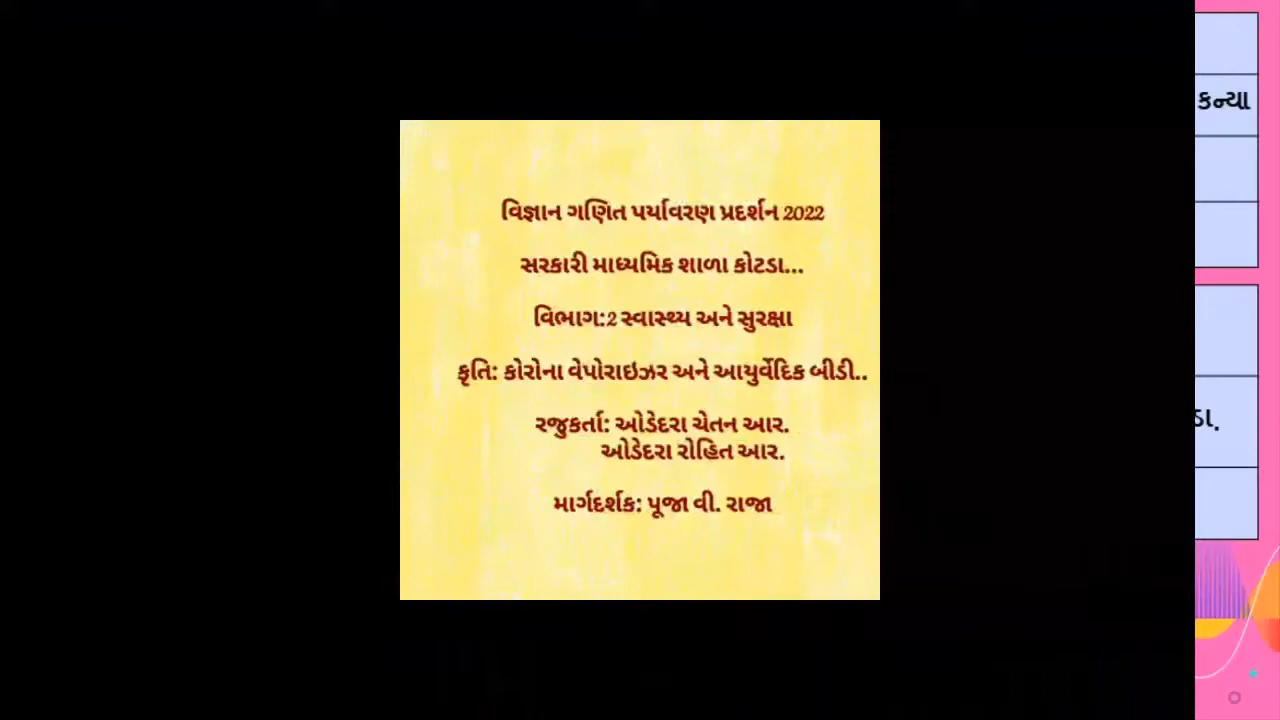 વિજ્ઞાન ગણિત પર્યાવરણ પ્રદર્શન 2022
સરકારી માધ્યમિક શાળા કોટડા...
વિભાગ:2 સ્વાસ્થ્ય અને સુરક્ષા
કૃતિ: કોરોના વેપોરાઇઝર અને આયુર્વેદિક બીડી..
રજુકર્તા: ઓડેદરા ચેતન આર.
ઓડેદરા રોહિત આર.
માર્ગદર્શક: પૂજા વી. રાજા
કન્યા